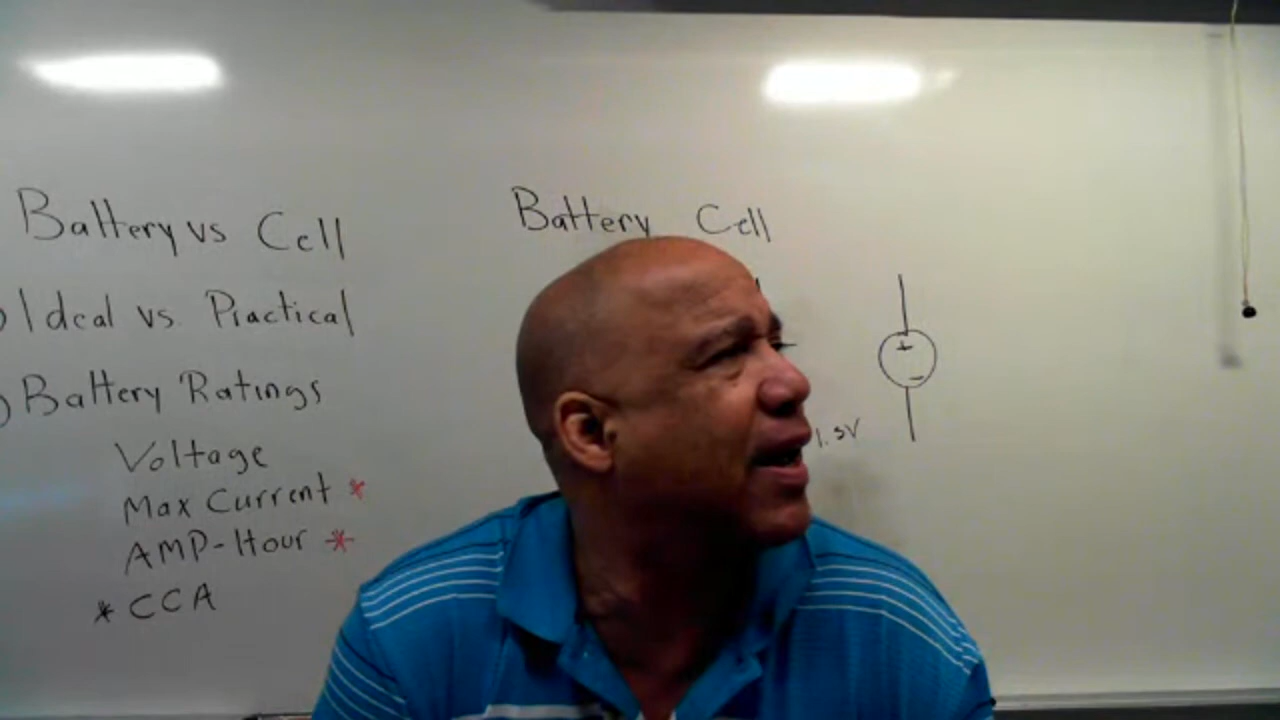 Battery vs Cell
) Ideal vs. Practical
) Battery Ratings
Voltage
Max Current *
AMP-Hour *
* CCA
Battery Cell
+
-
1.5V